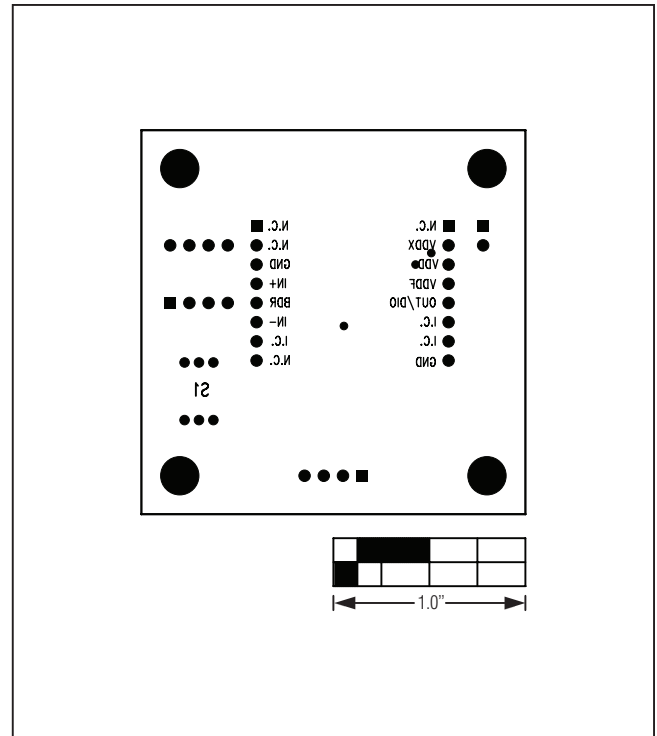 N.C.
N.C.
GND
IN+
BDR
IN–
I.C.
N.C.
N.C.
VDDX
VDD
VDDF
OUT/DIO
I.C.
I.C.
GND
S1
1.0"